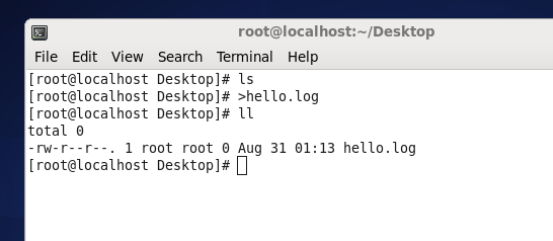 root@localhost:~/Desktop
File Edit View Search Terminal Help
[root@localhost Desktop]# ls
[root@localhost Desktop]# >hello.log
[root@localhost Desktop]# ll
total 0
-rw-r--r--. 1 root root 0 Aug 31 01:13 hello.log
[root@localhost Desktop]#